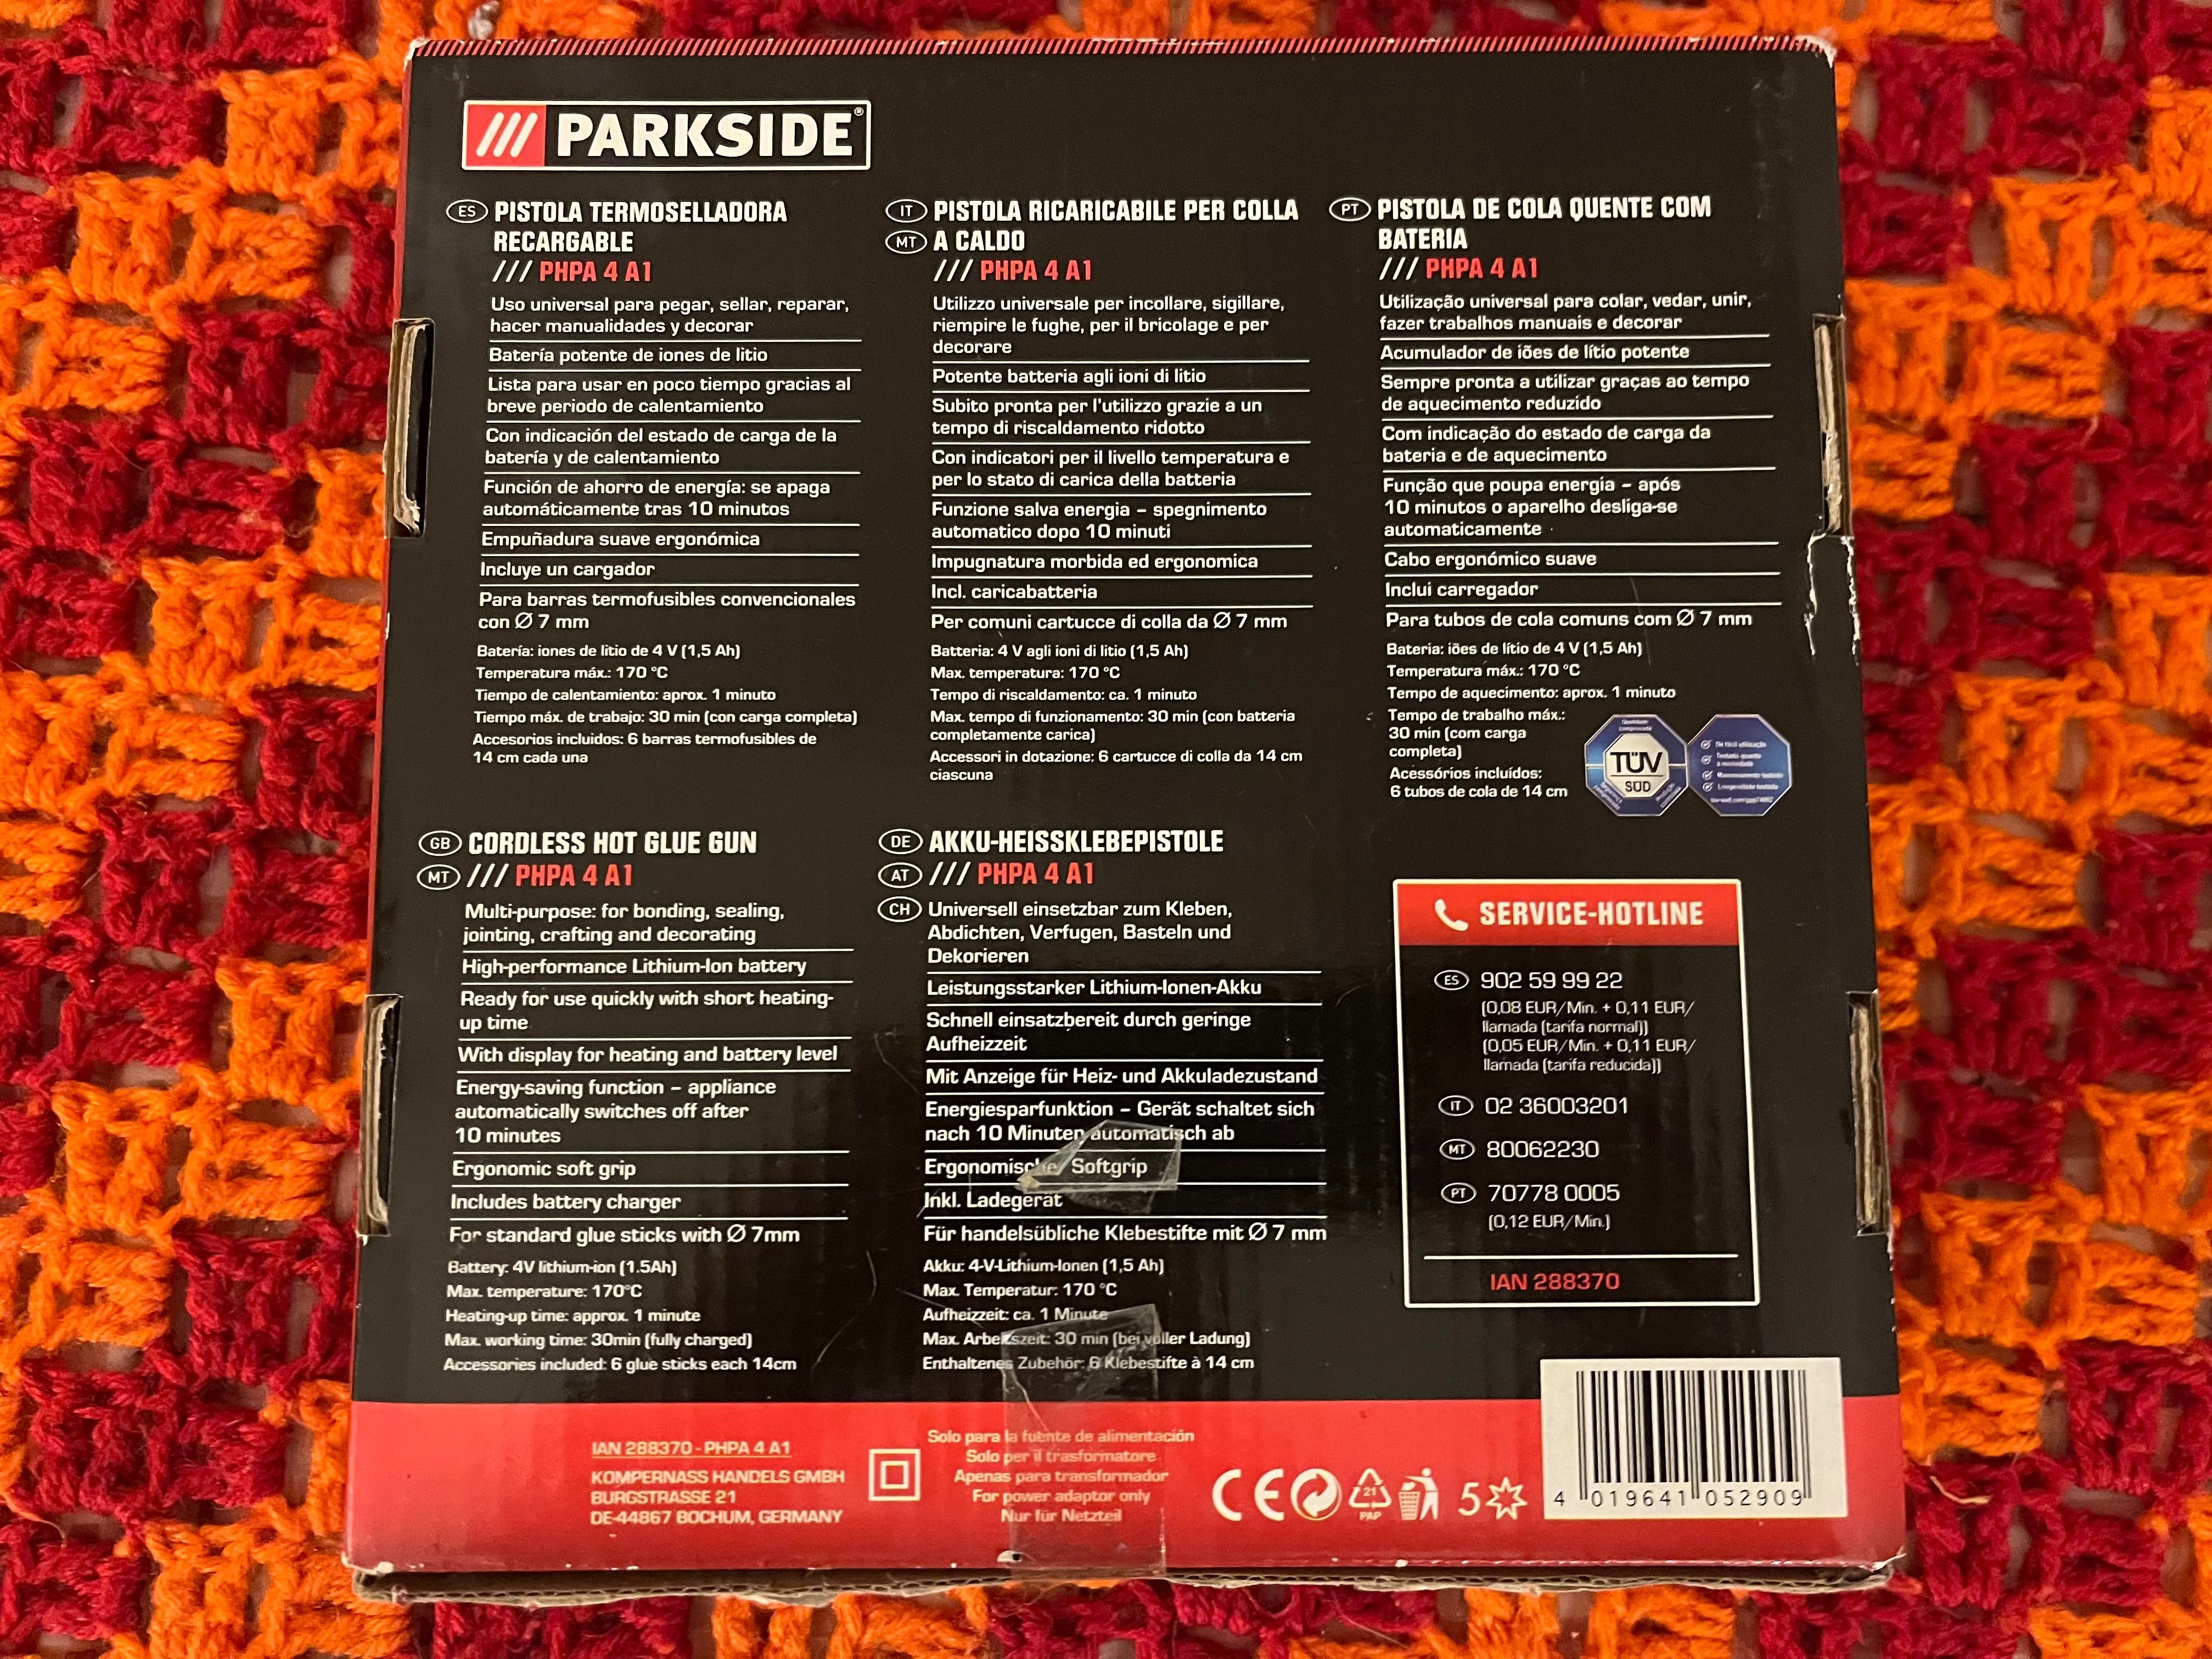 /// PARKSIDE®
ES PISTOLA TERMOSELLADORA
RECARGABLE
/// PHPA 4 A1
Uso universal para pegar, sellar, reparar,
hacer manualidades y decorar
Batería potente de iones de litio
Lista para usar en poco tiempo gracias al
breve periodo de calentamiento
Con indicación del estado de carga de la
batería y de calentamiento
Función de ahorro de energía: se apaga
automáticamente tras 10 minutos
Empuñadura suave ergonómica
Incluye un cargador
Para barras termofusibles convencionales
con Ø 7 mm
Batería: iones de litio de 4 V (1,5 Ah)
Temperatura máx.: 170 °C
Tiempo de calentamiento: aprox. 1 minuto
Tiempo máx. de trabajo: 30 min (con carga completa)
Accesorios incluidos: 6 barras termofusibles de
14 cm cada una
IT PISTOLA RICARICABILE PER COLLA
MT A CALDO
/// PHPA 4 A1
Utilizzo universale per incollare, sigillare,
riempire le fughe, per il bricolage e per
decorare
Potente batteria agli ioni di litio
Subito pronta per l'utilizzo grazie a un
tempo di riscaldamento ridotto
Con indicatori per il livello temperatura e
per lo stato di carica della batteria
Funzione salva energia – spegnimento
automatico dopo 10 minuti
Impugnatura morbida ed ergonomica
Incl. caricabatteria
Per comuni cartucce di colla da Ø 7 mm
Batteria: 4 V agli ioni di litio (1,5 Ah)
Max. temperatura: 170 °C
Tempo di riscaldamento: ca. 1 minuto
Max. tempo di funzionamento: 30 min (con batteria
completamente carica)
Accessori in dotazione: 6 cartucce di colla da 14 cm
ciascuna
PT PISTOLA DE COLA QUENTE COM
BATERIA
/// PHPA 4 A1
Utilização universal para colar, vedar, unir,
fazer trabalhos manuais e decorar
Acumulador de iões de lítio potente
Sempre pronta a utilizar graças ao tempo
de aquecimento reduzido
Com indicação do estado de carga da
bateria e de aquecimento
Função que poupa energia – após
10 minutos o aparelho desliga-se
automaticamente
Cabo ergonómico suave
Inclui carregador
Para tubos de cola comuns com Ø 7 mm
Bateria: iões de lítio de 4 V (1,5 Ah)
Temperatura máx.: 170 °C
Tempo de aquecimento: aprox. 1 minuto
Tempo de trabalho máx.:
30 min (com carga
completa)
Acessórios incluídos:
6 tubos de cola de 14 cm
TÜV
SÜD
De fácil utilização
GB CORDLESS HOT GLUE GUN
MT /// PHPA 4 A1
Multi-purpose: for bonding, sealing,
jointing, crafting and decorating
High-performance Lithium-Ion battery
Ready for use quickly with short heating-
up time
With display for heating and battery level
Energy-saving function – appliance
automatically switches off after
10 minutes
Ergonomic soft grip
Includes battery charger
For standard glue sticks with Ø 7mm
Battery: 4V lithium-ion (1.5Ah)
Max. temperature: 170°C
Heating-up time: approx. 1 minute
Max. working time: 30min (fully charged)
Accessories included: 6 glue sticks each 14cm
DE AKKU-HEISSKLEBEPISTOLE
AT /// PHPA 4 A1
CH Universell einsetzbar zum Kleben,
Abdichten, Verfugen, Basteln und
Dekorieren
Leistungsstarker Lithium-Ionen-Akku
Schnell einsatzbereit durch geringe
Aufheizzeit
Mit Anzeige für Heiz- und Akkuladezustand
Energiesparfunktion – Gerät schaltet sich
nach 10 Minuten automatisch ab
Ergonomischer Softgrip
Inkl. Ladegerät
Für handelsübliche Klebestifte mit Ø 7 mm
Akku: 4-V-Lithium-Ionen (1,5 Ah)
Max. Temperatur: 170 °C
Aufheizzeit: ca. 1 Minute
Max. Arbeitszeit: 30 min (bei voller Ladung)
Enthaltenes Zubehör: 6 Klebestifte à 14 cm
SERVICE-HOTLINE
ES 902 59 99 22
(0,08 EUR/Min. + 0,11 EUR/
llamada (tarifa normal))
(0,05 EUR/Min. + 0,11 EUR/
llamada (tarifa reducida))
IT 02 36003201
MT 80062230
PT 70778 0005
(0,12 EUR/Min.)
IAN 288370
IAN 288370 - PHPA 4 A1
KOMPERNASS HANDELS GMBH
BURGSTRASSE 21
DE-44867 BOCHUM, GERMANY
Solo para la fuente de alimentación
Solo per il trasformatore
Apenas para transformador
For power adaptor only
Nur für Netzteil
CE
21
PAP
5
4 019641 052909